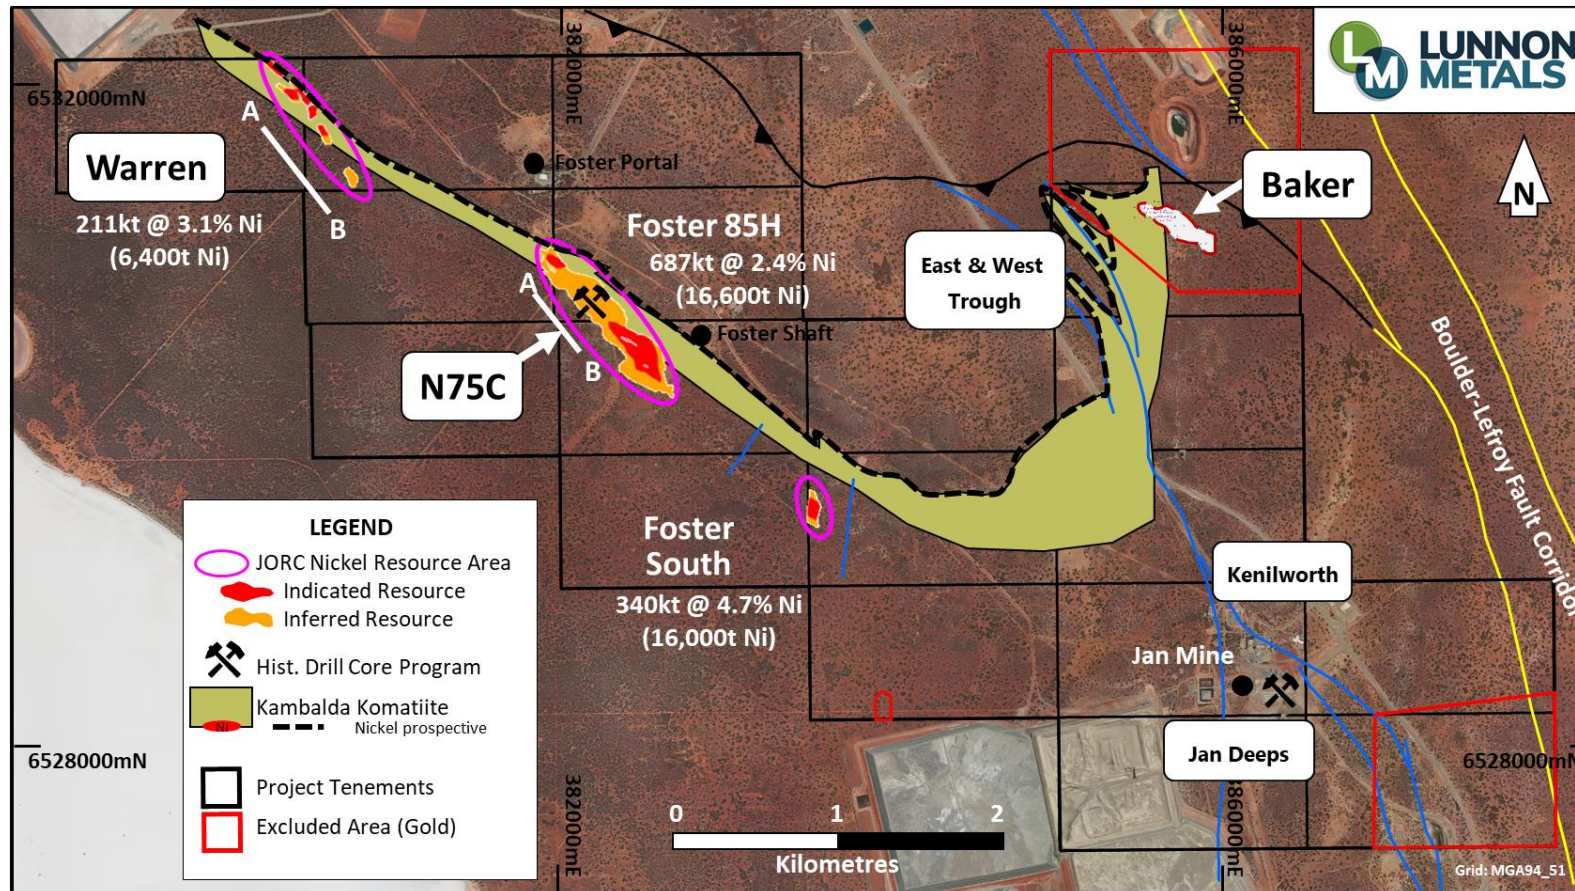 LUNNON
METALS
LM
382000mE
386000mE
6532000mN
A
Warren
211kt @ 3.1% Ni
(6,400t Ni)
B
Foster Portal
Foster 85H
687kt @ 2.4% Ni
(16,600t Ni)
A
N75C
B
Foster Shaft
East & West
Trough
Baker
N
Boulder-Lefroy Fault Corridor
Foster
South
340kt @ 4.7% Ni
(16,000t Ni)
Kenilworth
Jan Mine
Jan Deeps
LEGEND
JORC Nickel Resource Area
Indicated Resource
Inferred Resource
Hist. Drill Core Program
Kambalda Komatiite
Ni
Nickel prospective
Project Tenements
Excluded Area (Gold)
6528000mN
6528000mN
382000mE
386000mE
0 1 2
Kilometres
Grid: MGA94_51